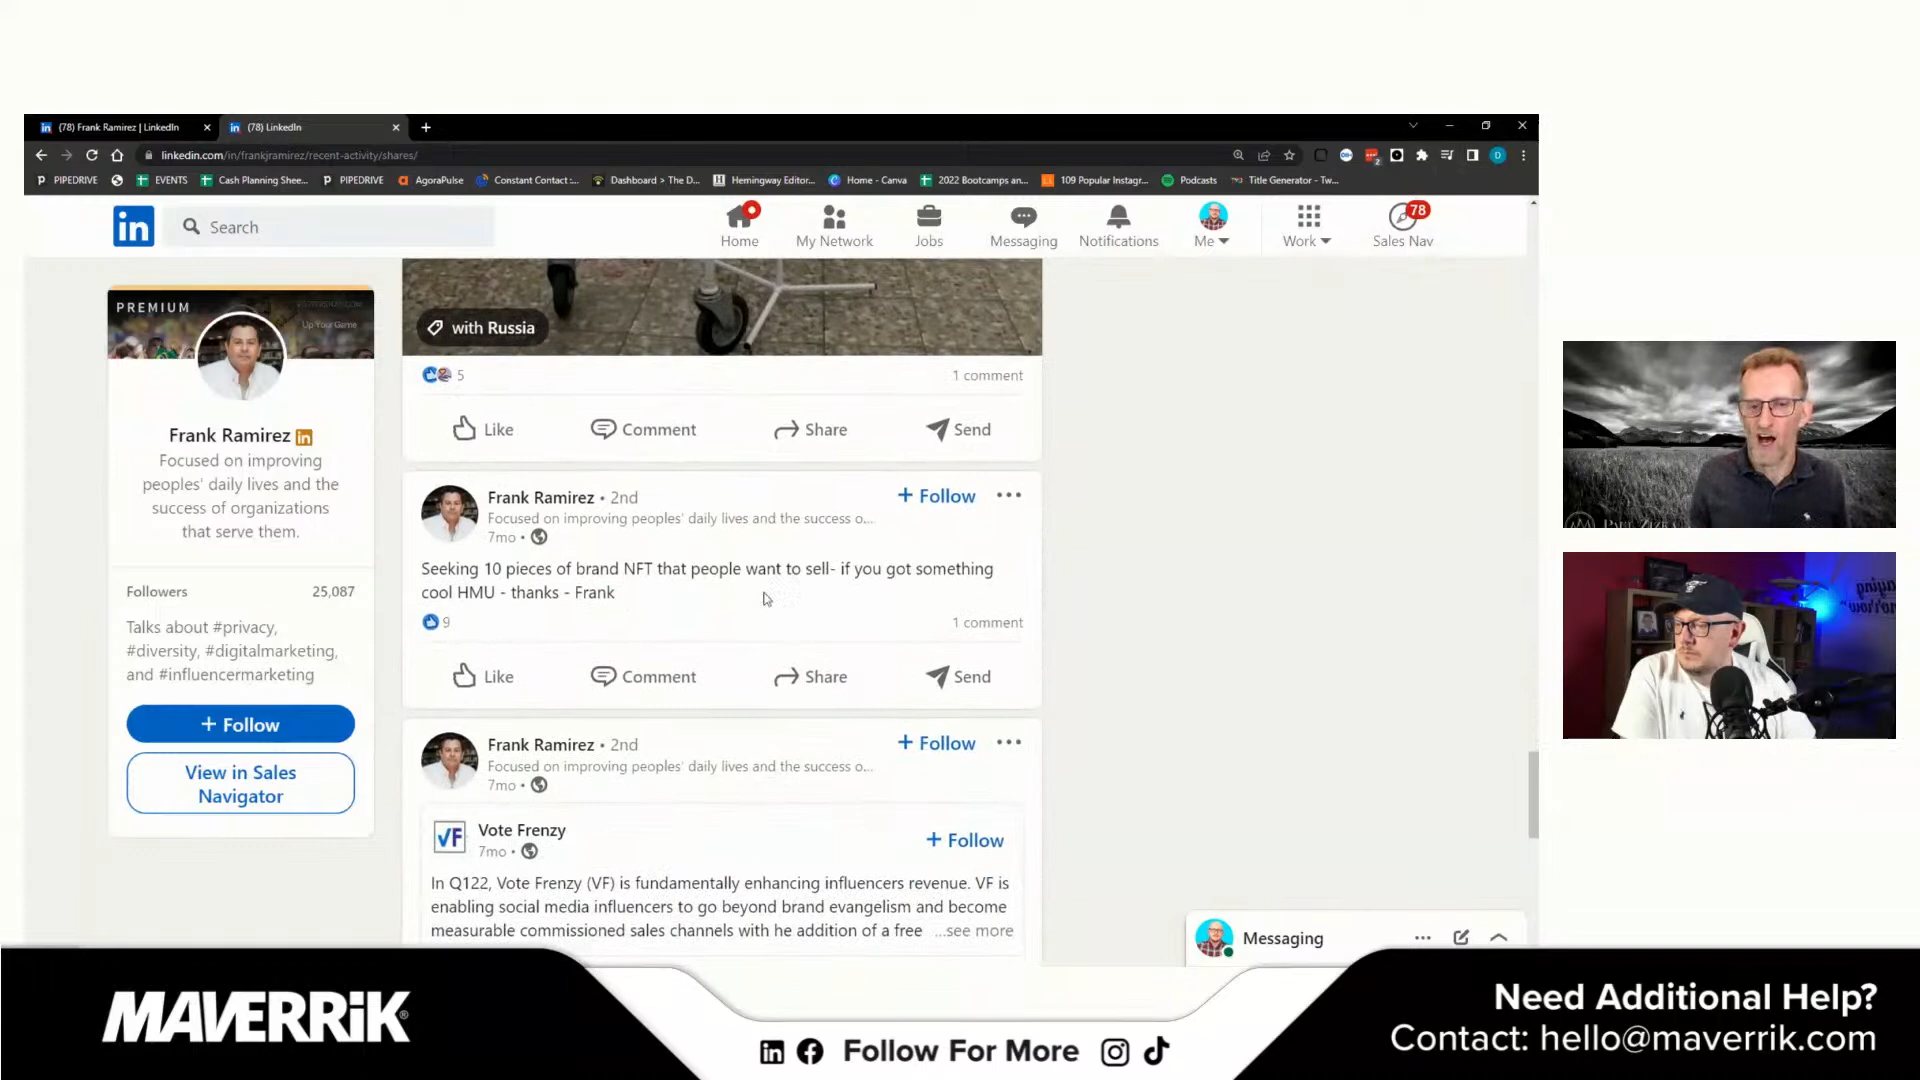 (78) Frank Ramirez | LinkedIn
(78) LinkedIn
linkedin.com/in/frankjramirez/recent-activity/shares/
PIPEDRIVE
EVENTS
Cash Planning Shee...
PIPEDRIVE
AgoraPulse
Constant Contact :...
Dashboard > The D...
Hemingway Editor...
Home - Canva
2022 Bootcamps an...
109 Popular Instagr...
Podcasts
Title Generator - Tw...
in
Search
Home
My Network
Jobs
Messaging
Notifications
Me
Work
78
Sales Nav
PREMIUM
Up Your Game
Frank Ramirez in
Focused on improving
peoples' daily lives and the
success of organizations
that serve them.
Followers 25,087
Talks about #privacy,
#diversity, #digitalmarketing,
and #influencermarketing
+ Follow
View in Sales
Navigator
with Russia
5 1 comment
Like Comment Share Send
Frank Ramirez • 2nd
+ Follow
Focused on improving peoples' daily lives and the success o...
7mo •
Seeking 10 pieces of brand NFT that people want to sell- if you got something
cool HMU - thanks - Frank
9 1 comment
Like Comment Share Send
Frank Ramirez • 2nd
+ Follow
Focused on improving peoples' daily lives and the success o...
7mo •
VF
Vote Frenzy
7mo •
+ Follow
In Q122, Vote Frenzy (VF) is fundamentally enhancing influencers revenue. VF is
enabling social media influencers to go beyond brand evangelism and become
measurable commissioned sales channels with he addition of a free ...see more
Messaging
MAVERRiK®
Follow For More
Need Additional Help?
Contact: hello@maverrik.com